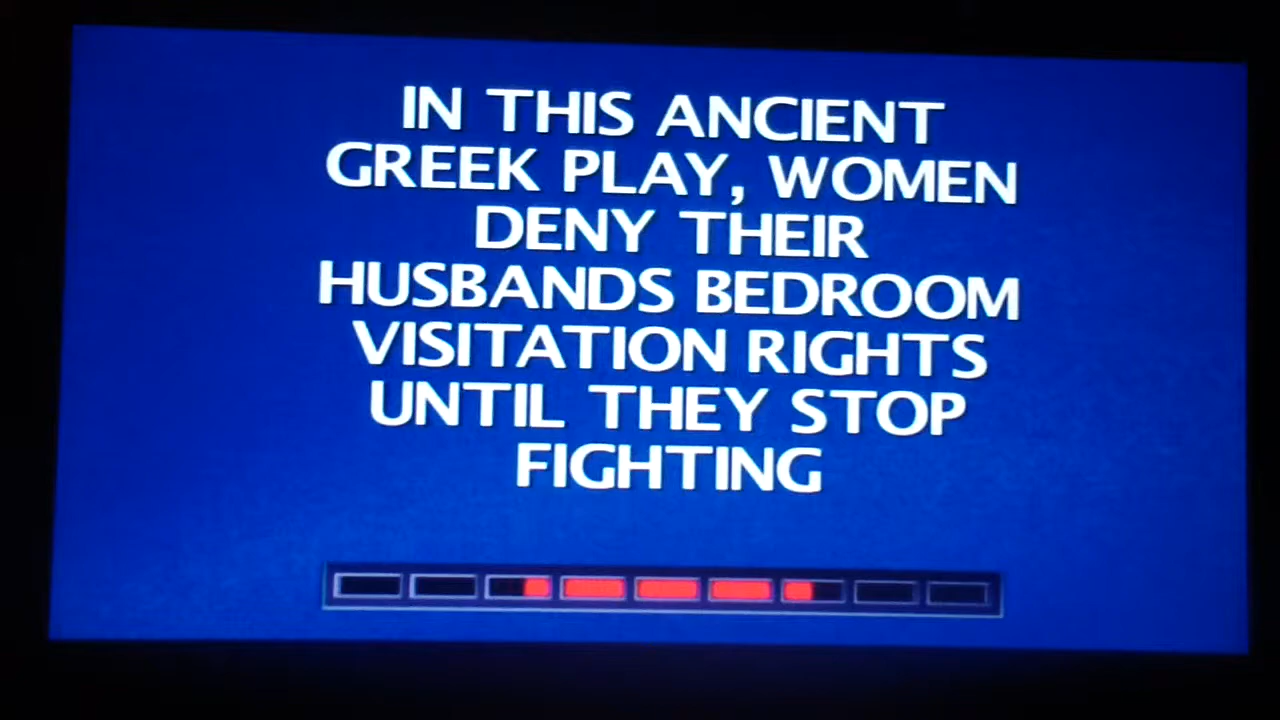 IN THIS ANCIENT
GREEK PLAY, WOMEN
DENY THEIR
HUSBANDS BEDROOM
VISITATION RIGHTS
UNTIL THEY STOP
FIGHTING